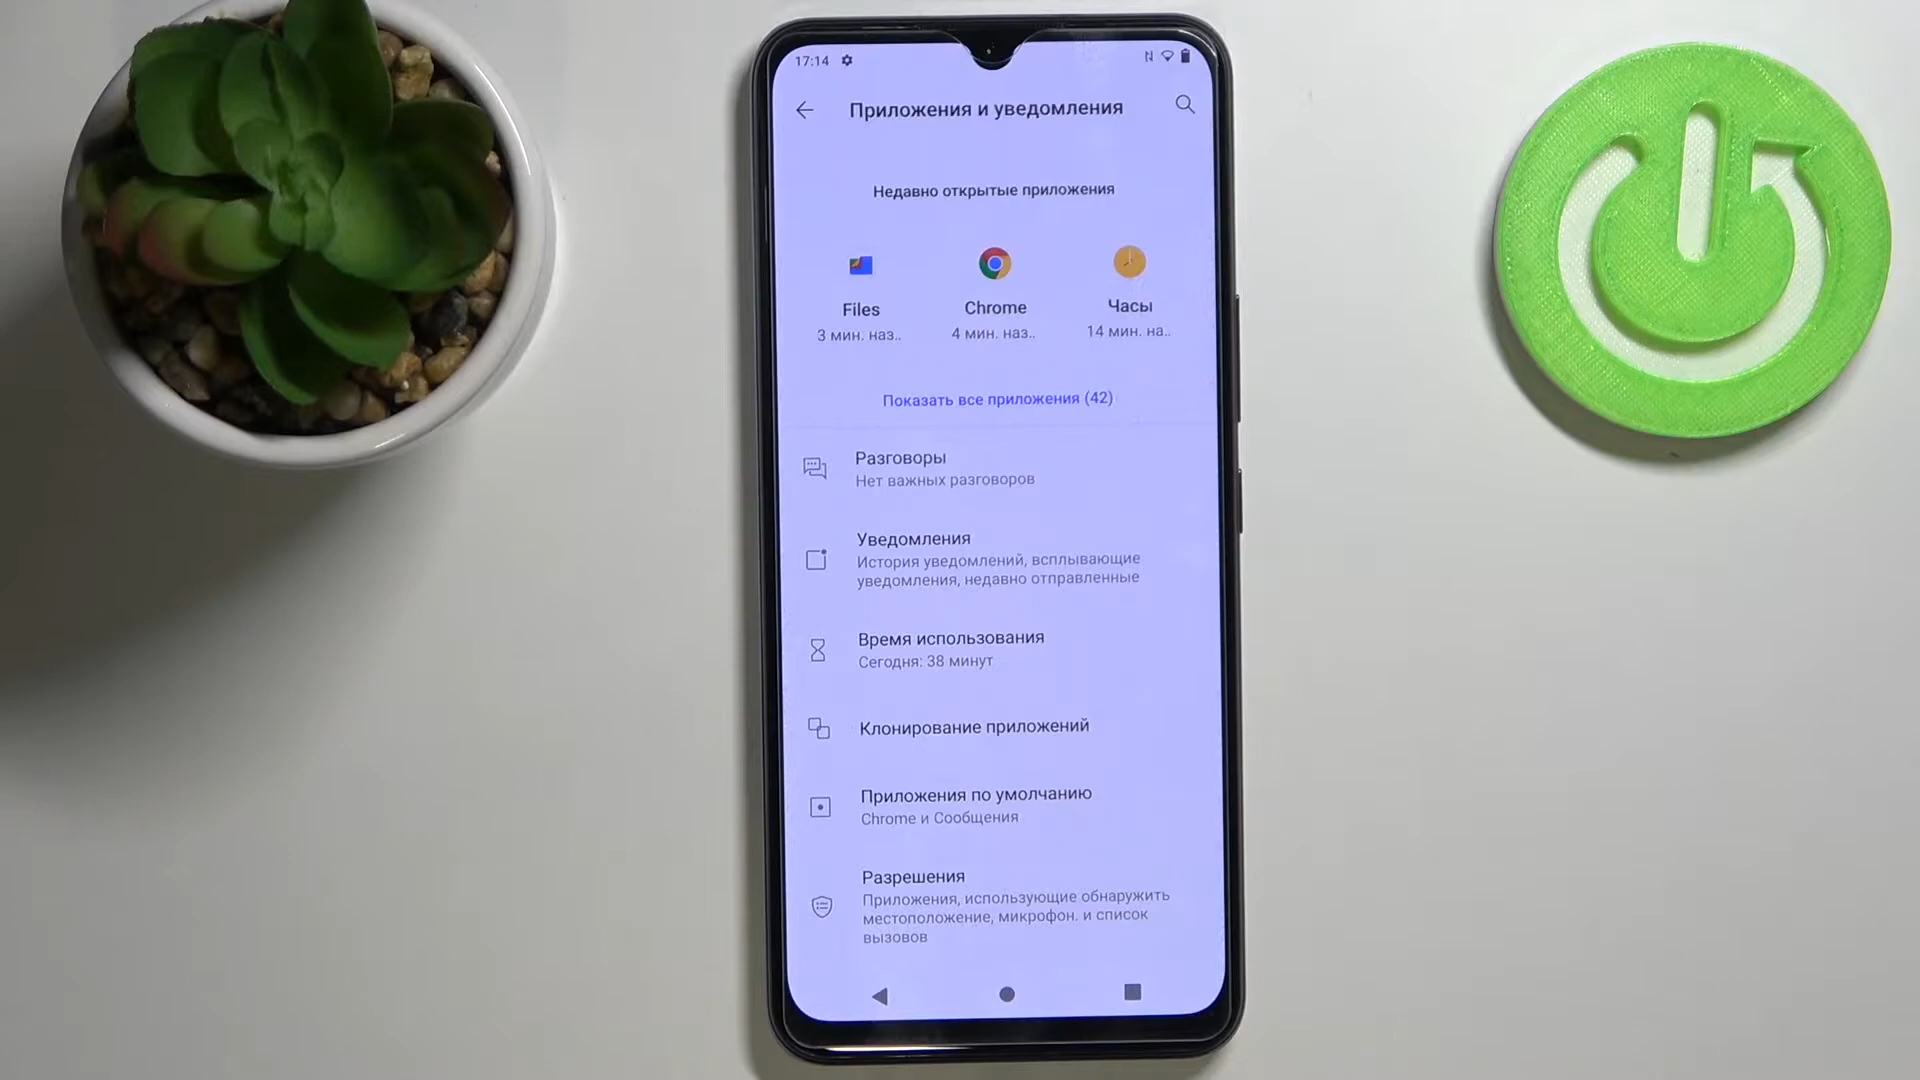 17:14
Приложения и уведомления
Недавно открытые приложения
Files
Chrome
Часы
3 мин. наз..
4 мин. наз..
14 мин. на..
Показать все приложения (42)
Разговоры
Нет важных разговоров
Уведомления
История уведомлений, всплывающие
уведомления, недавно отправленные
Время использования
Сегодня: 38 минут
Клонирование приложений
Приложения по умолчанию
Chrome и Сообщения
Разрешения
Приложения, использующие обнаружить
местоположение, микрофон. и список
вызовов